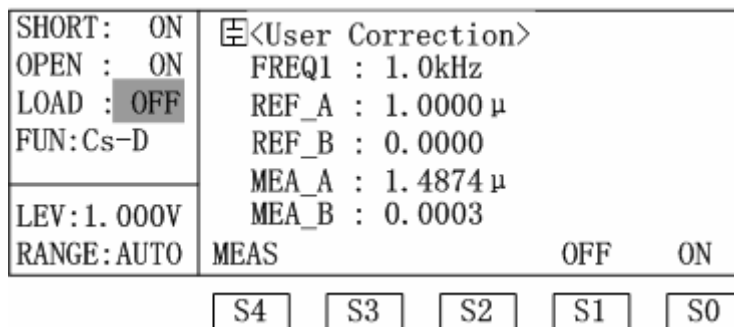 SHORT: ON
OPEN : ON
LOAD : OFF
FUN:Cs-D
LEV:1.000V
RANGE:AUTO
<User Correction>
FREQ1 : 1.0kHz
REF_A : 1.0000μ
REF_B : 0.0000
MEA_A : 1.4874μ
MEA_B : 0.0003
MEAS OFF ON
S4 S3 S2 S1 S0